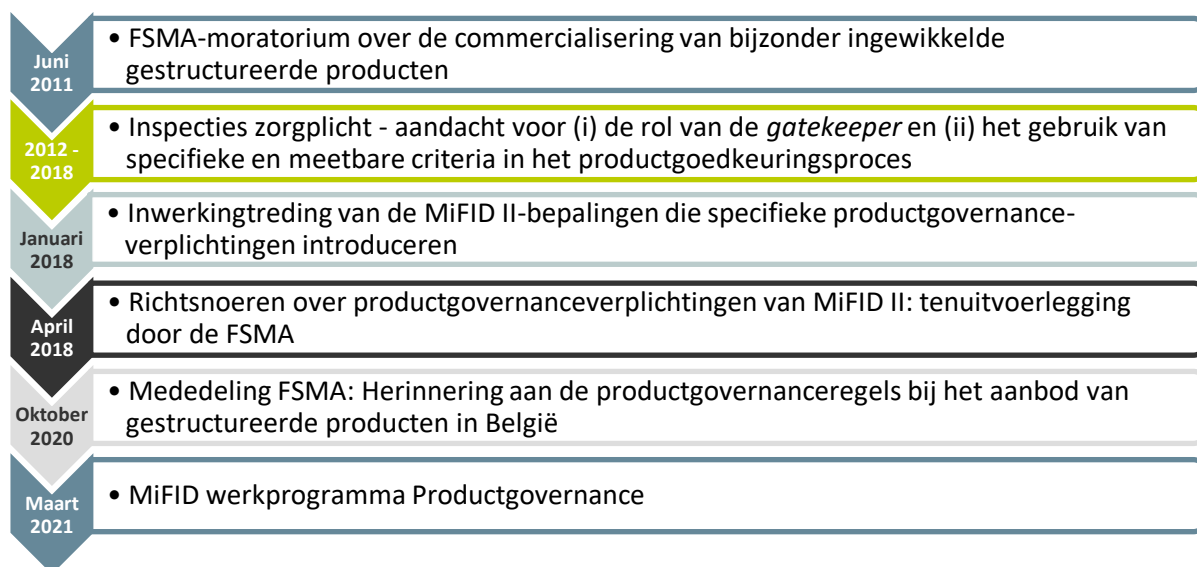 Juni
2011
• FSMA-moratorium over de commercialisering van bijzonder ingewikkelde
gestructureerde producten
2012 -
2018
• Inspecties zorgplicht - aandacht voor (i) de rol van de gatekeeper en (ii) het gebruik van
specifieke en meetbare criteria in het productgoedkeuringsproces
Januari
2018
• Inwerkingtreding van de MiFID II-bepalingen die specifieke productgovernance-
verplichtingen introduceren
April
2018
• Richtsnoeren over productgovernanceverplichtingen van MiFID II: tenuitvoerlegging
door de FSMA
Oktober
2020
• Mededeling FSMA: Herinnering aan de productgovernanceregels bij het aanbod van
gestructureerde producten in België
Maart
2021
• MiFID werkprogramma Productgovernance